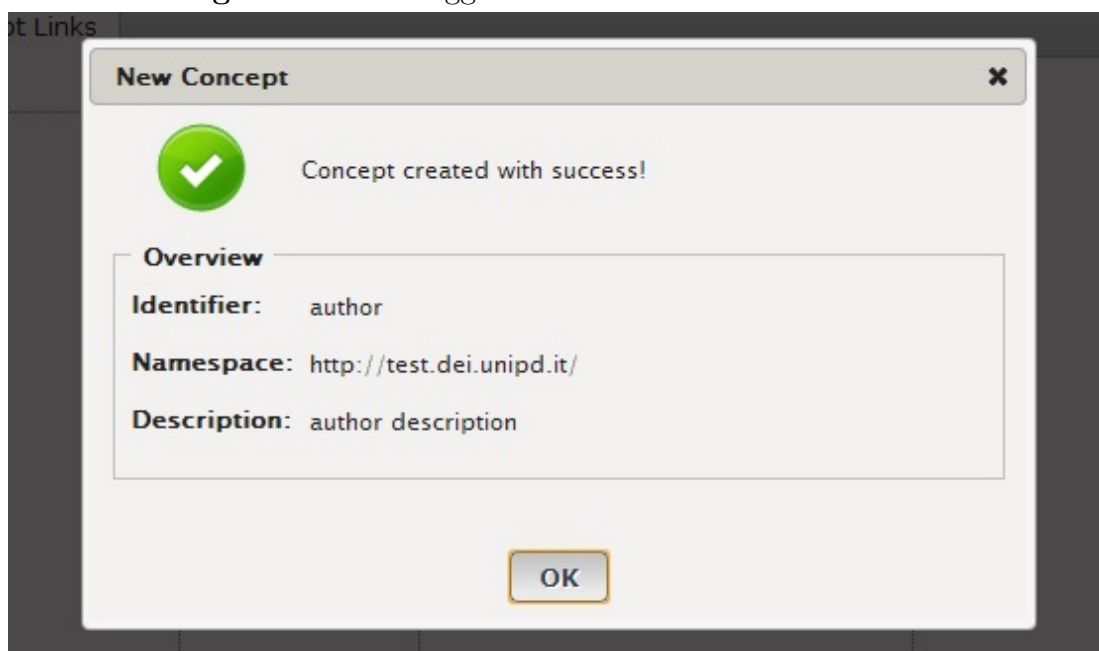 pt Links
New Concept
Concept created with success!
Overview
Identifier: author
Namespace: http://test.dei.unipd.it/
Description: author description
OK